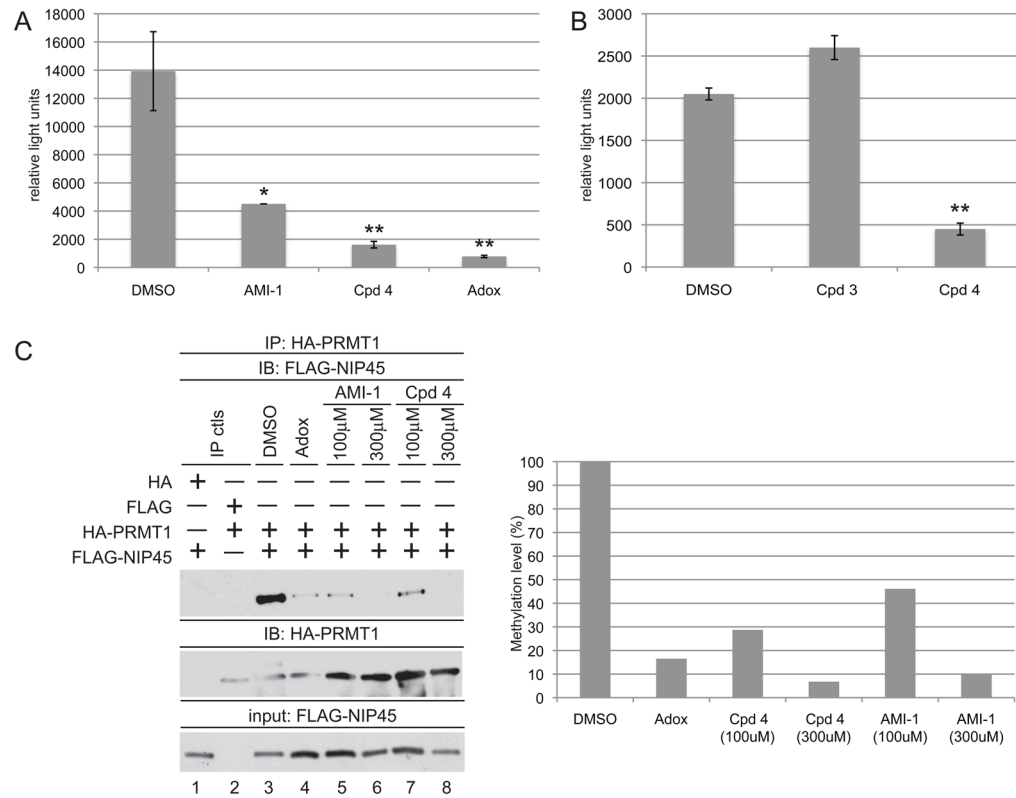 A
relative light units
18000
16000
14000
12000
10000
8000
6000
4000
2000
0
*
**
**
DMSO AMI-1 Cpd 4 Adox
B
relative light units
3000
2500
2000
1500
1000
500
0
**
DMSO Cpd 3 Cpd 4
C
IP: HA-PRMT1
IB: FLAG-NIP45
AMI-1 Cpd 4
IP ctls DMSO Adox 100µM 300µM 100µM 300µM
HA + — — — — — — —
FLAG — + — — — — — —
HA-PRMT1 — + + + + + + +
FLAG-NIP45 + — + + + + + +
IB: HA-PRMT1
input: FLAG-NIP45
1 2 3 4 5 6 7 8
Methylation level (%)
100
90
80
70
60
50
40
30
20
10
0
DMSO Adox Cpd 4 Cpd 4 AMI-1 AMI-1
(100uM) (300uM) (100uM) (300uM)